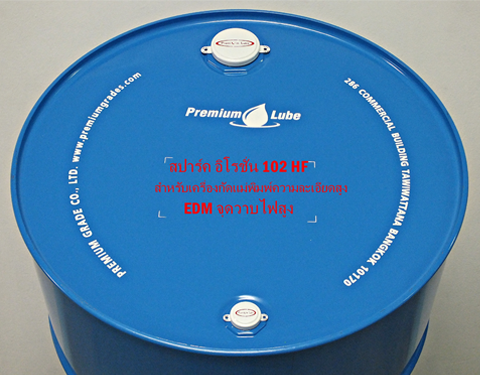 Premium Lube
PREMIUM GRADE CO., LTD. www.premiumgrades.com
286 COMMERCIAL BUILDING TAWIWATTANA BANGKOK 10170
สปาร์ค อิโรชั่น 102 HF
สำหรับเครื่องกัดแม่พิมพ์ความละเอียดสูง
EDM จุดวาบไฟสูง